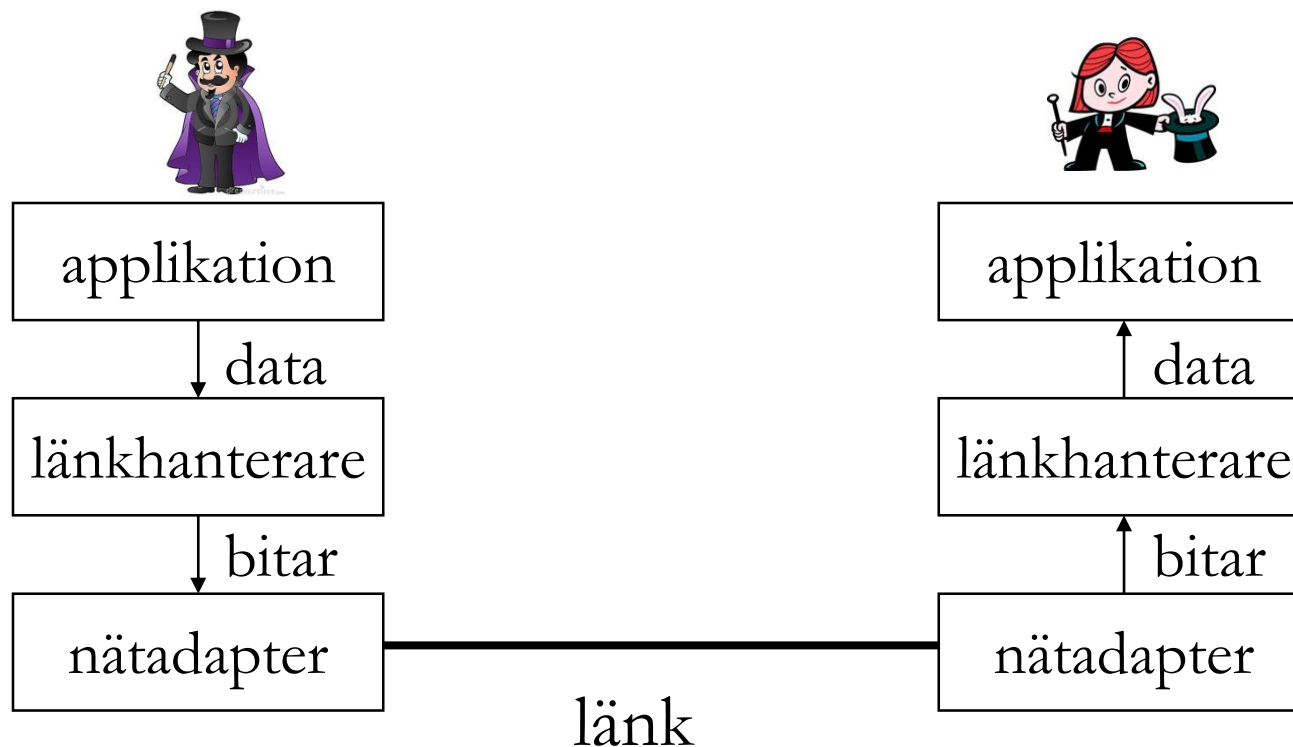 applikation
applikation
data
data
länkhanterare
länkhanterare
bitar
bitar
nätadapter
nätadapter
länk